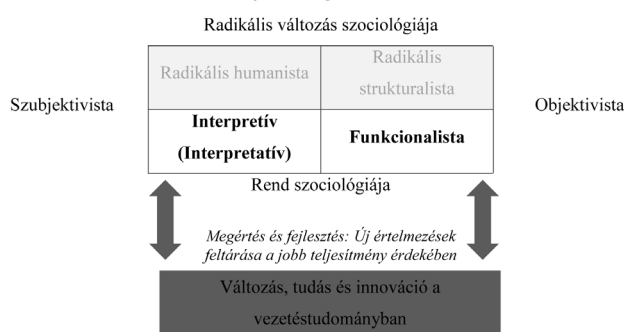 Radikális változás szociológiája
Radikális humanista
Radikális
strukturalista
Szubjektivista
Objektivista
Interpretív
(Interpretatív)
Funkcionalista
Rend szociológiája
Megértés és fejlesztés: Új értelmezések
feltárása a jobb teljesítmény érdekében
Változás, tudás és innováció a
vezetéstudományban